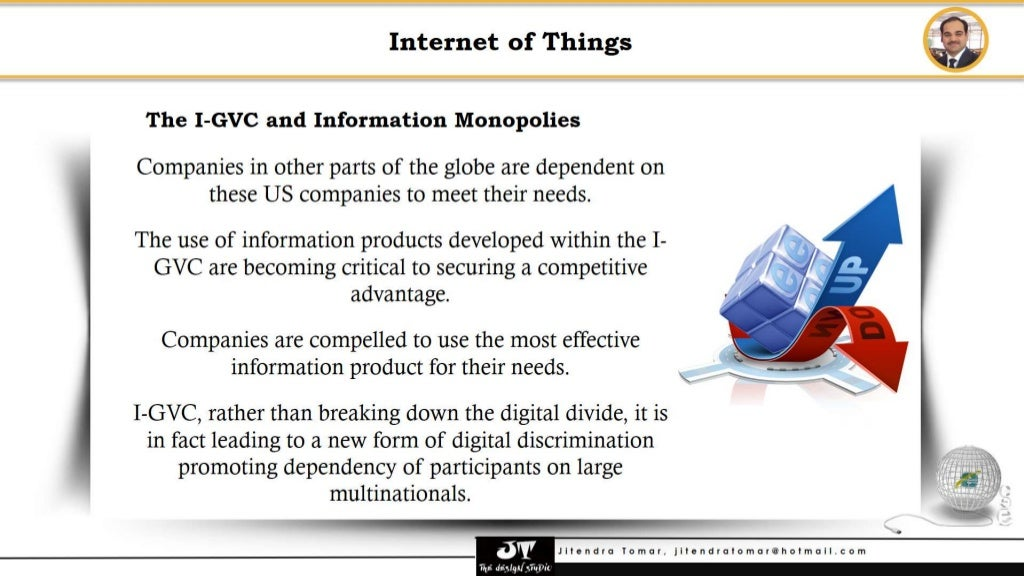 Internet of Things
The I-GVC and Information Monopolies
Companies in other parts of the globe are dependent on
these US companies to meet their needs.
The use of information products developed within the I-
GVC are becoming critical to securing a competitive
advantage.
Companies are compelled to use the most effective
information product for their needs.
I-GVC, rather than breaking down the digital divide, it is
in fact leading to a new form of digital discrimination
promoting dependency of participants on large
multinationals.
UP
JT
The design studio
Jitendra Tomar, jitendratomar@hotmail.com